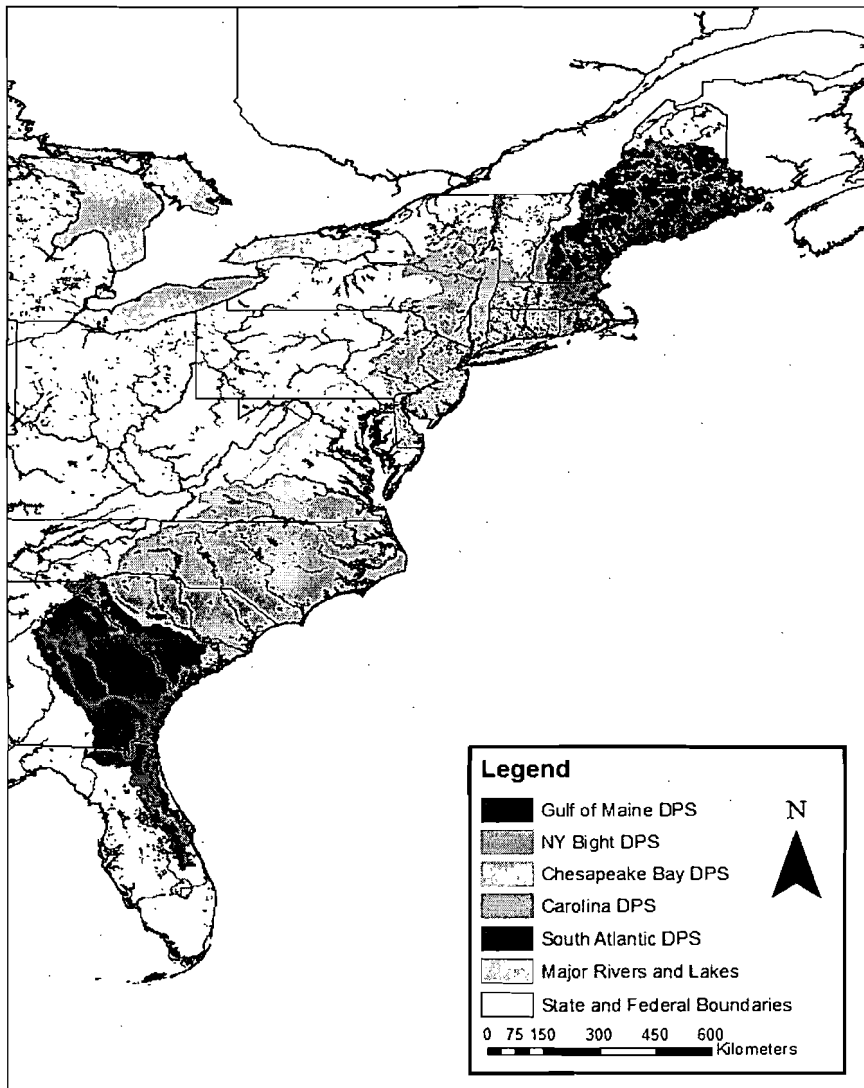 Legend
Gulf of Maine DPS
NY Bight DPS
Chesapeake Bay DPS
Carolina DPS
South Atlantic DPS
Major Rivers and Lakes
State and Federal Boundaries
N
0 75 150 300 450 600
Kilometers